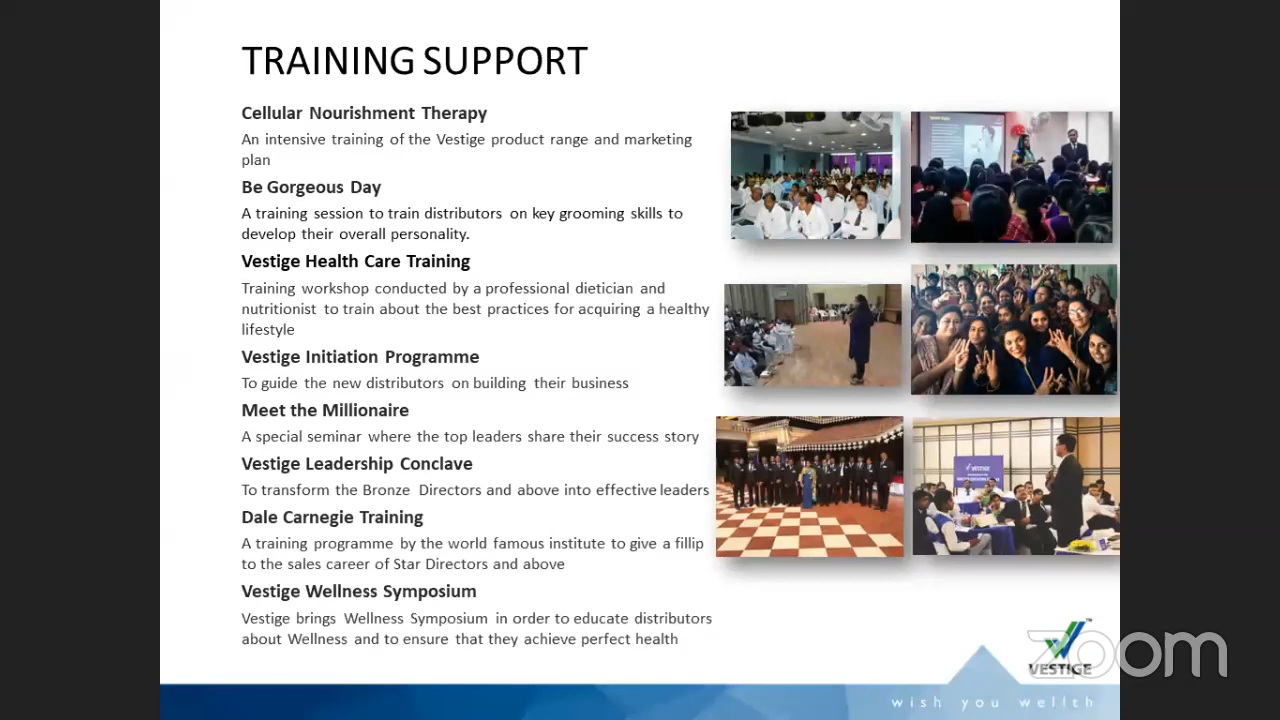 TRAINING SUPPORT
Cellular Nourishment Therapy
An intensive training of the Vestige product range and marketing
plan
Be Gorgeous Day
A training session to train distributors on key grooming skills to
develop their overall personality.
Vestige Health Care Training
Training workshop conducted by a professional dietician and
nutritionist to train about the best practices for acquiring a healthy
lifestyle
Vestige Initiation Programme
To guide the new distributors on building their business
Meet the Millionaire
A special seminar where the top leaders share their success story
Vestige Leadership Conclave
To transform the Bronze Directors and above into effective leaders
Dale Carnegie Training
A training programme by the world famous institute to give a fillip
to the sales career of Star Directors and above
Vestige Wellness Symposium
Vestige brings Wellness Symposium in order to educate distributors
about Wellness and to ensure that they achieve perfect health
VESTIGE
TM
VESTIGE
zoom
wish you wellth